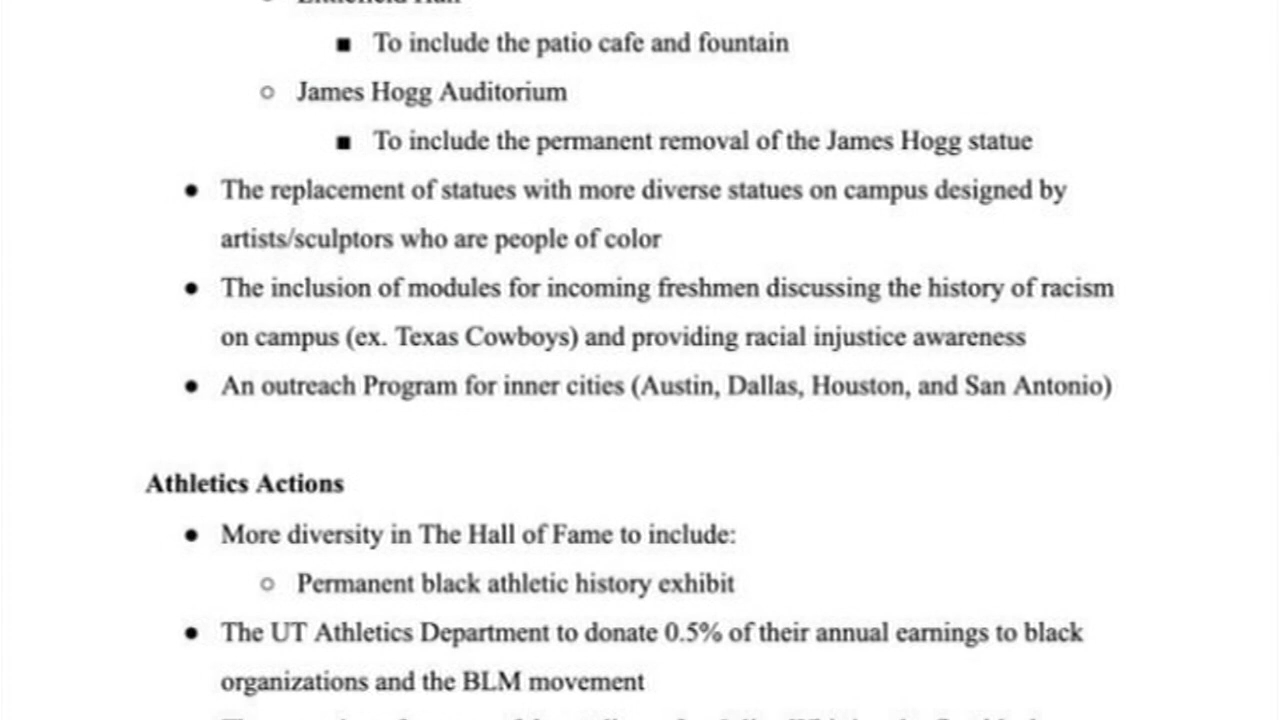 To include the patio cafe and fountain
James Hogg Auditorium
To include the permanent removal of the James Hogg statue
The replacement of statues with more diverse statues on campus designed by
artists/sculptors who are people of color
The inclusion of modules for incoming freshmen discussing the history of racism
on campus (ex. Texas Cowboys) and providing racial injustice awareness
An outreach Program for inner cities (Austin, Dallas, Houston, and San Antonio)
Athletics Actions
More diversity in The Hall of Fame to include:
Permanent black athletic history exhibit
The UT Athletics Department to donate 0.5% of their annual earnings to black
organizations and the BLM movement